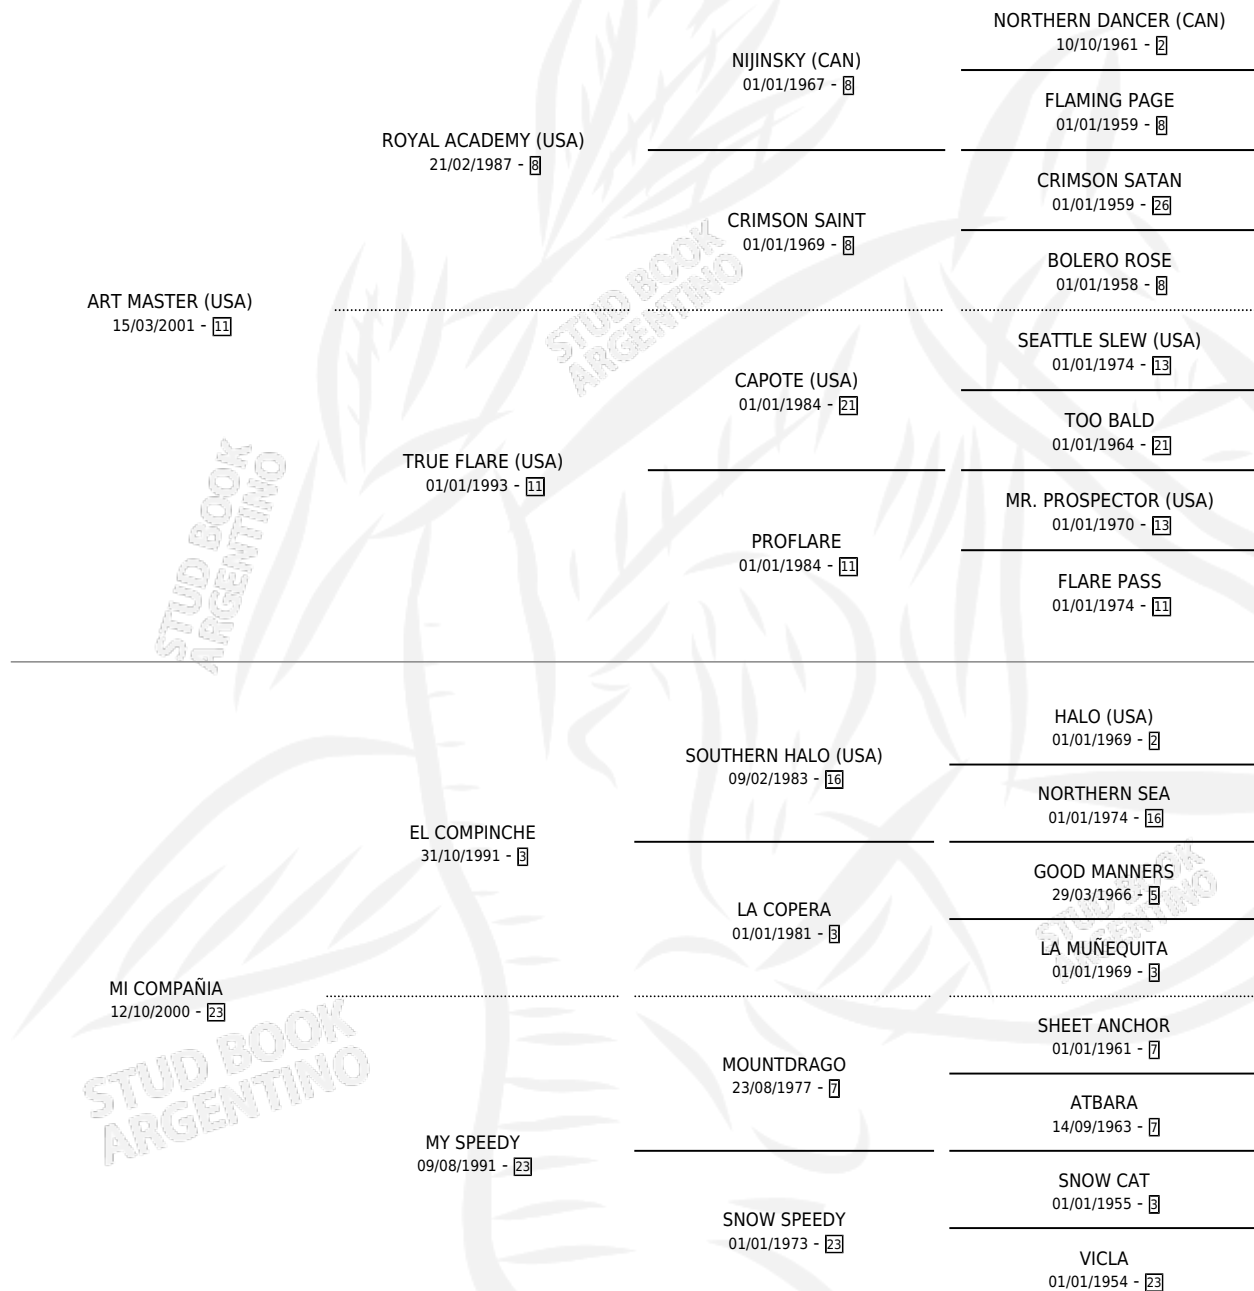 NORTHERN DANCER (CAN)
10/10/1961 - 2
NIJINSKY (CAN)
01/01/1967 - 8
FLAMING PAGE
01/01/1959 - 8
ROYAL ACADEMY (USA)
21/02/1987 - 8
CRIMSON SATAN
01/01/1959 - 26
CRIMSON SAINT
01/01/1969 - 8
BOLERO ROSE
01/01/1958 - 8
ART MASTER (USA)
15/03/2001 - 11
SEATTLE SLEW (USA)
01/01/1974 - 13
CAPOTE (USA)
01/01/1984 - 21
TOO BALD
01/01/1964 - 21
TRUE FLARE (USA)
01/01/1993 - 11
MR. PROSPECTOR (USA)
01/01/1970 - 13
PROFLARE
01/01/1984 - 11
FLARE PASS
01/01/1974 - 11
HALO (USA)
01/01/1969 - 2
SOUTHERN HALO (USA)
09/02/1983 - 16
NORTHERN SEA
01/01/1974 - 16
EL COMPINCHE
31/10/1991 - 3
GOOD MANNERS
29/03/1966 - 5
LA COPERA
01/01/1981 - 3
LA MUÑEQUITA
01/01/1969 - 3
MI COMPAÑIA
12/10/2000 - 23
SHEET ANCHOR
01/01/1961 - 7
MOUNTDRAGO
23/08/1977 - 7
ATBARA
14/09/1963 - 7
MY SPEEDY
09/08/1991 - 23
SNOW CAT
01/01/1955 - 3
SNOW SPEEDY
01/01/1973 - 23
VICLA
01/01/1954 - 23
STUD BOOK
ARGENTINO
STUD BOOK
ARGENTINO
STUD BOOK
ARGENTINO
STUD BOOK
ARGENTINO